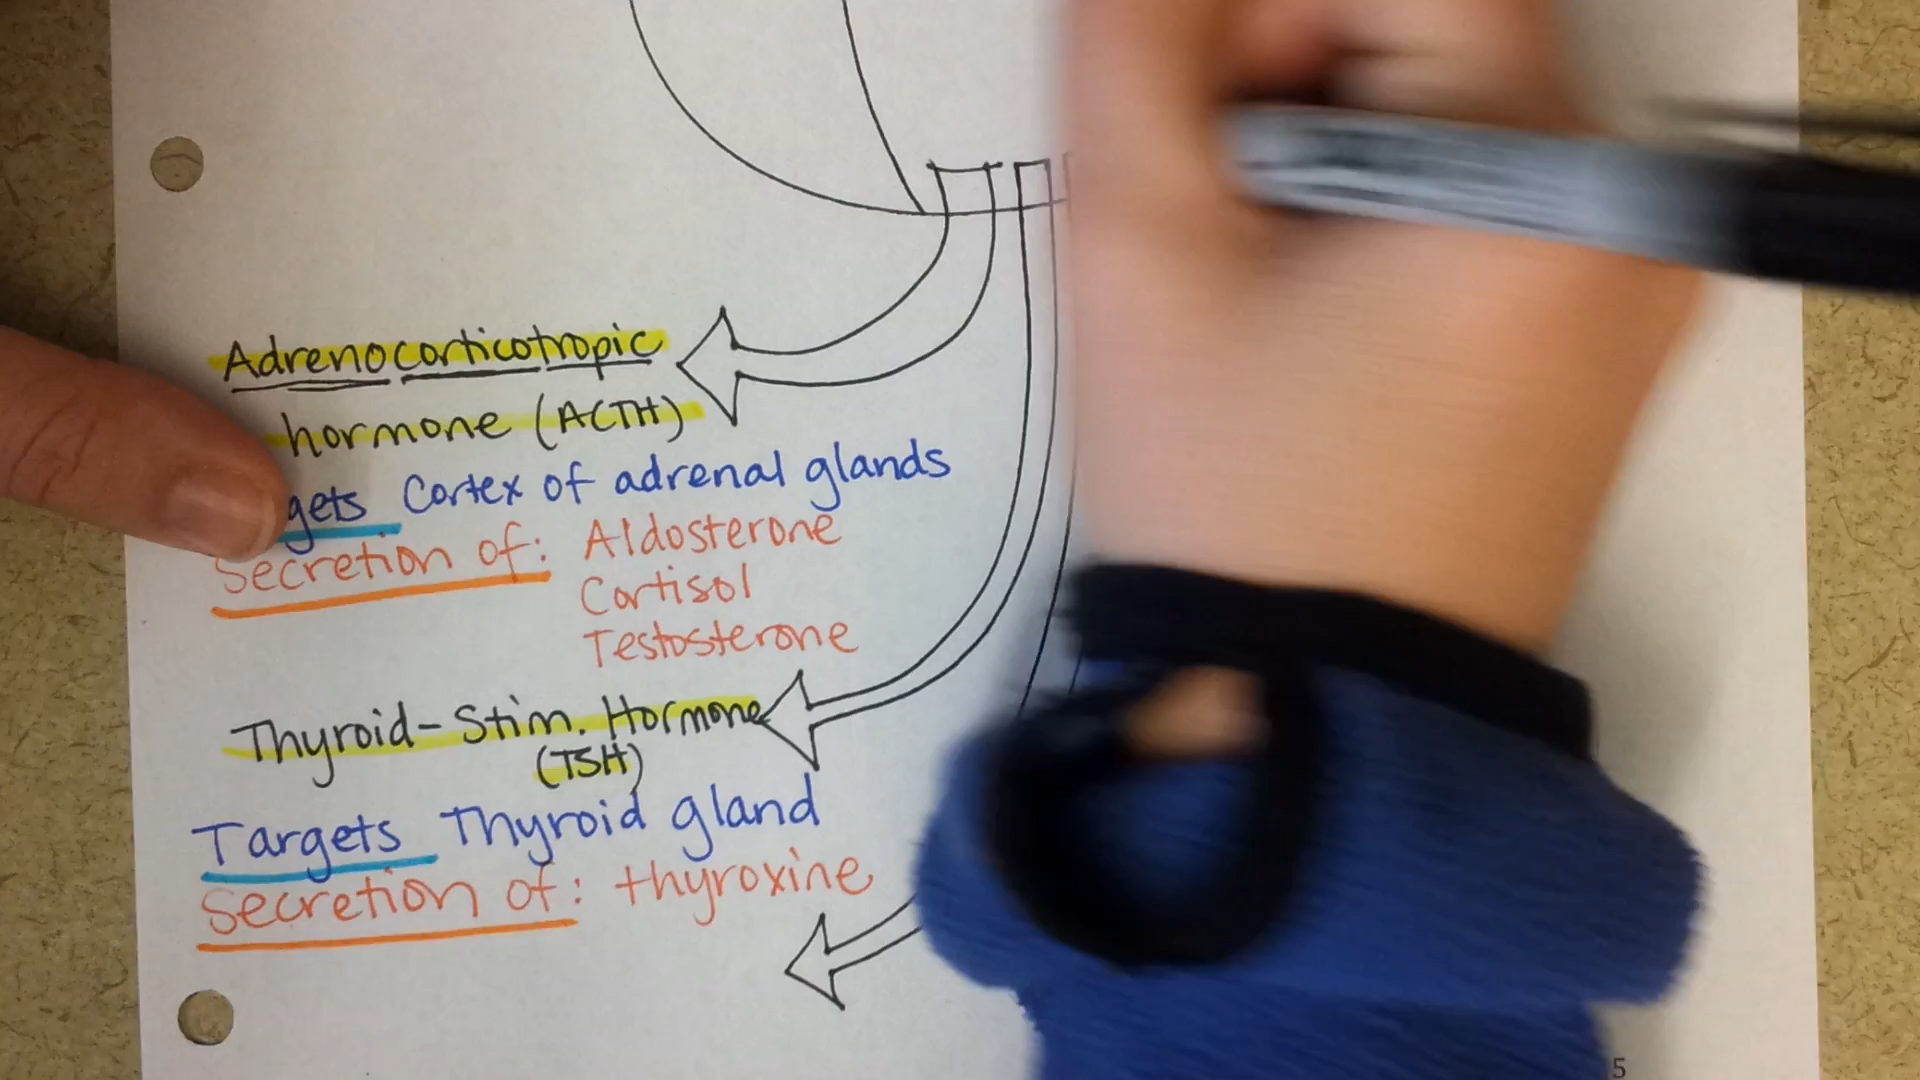 Adrenocorticotropic
hormone (ACTH)
gets Cortex of adrenal glands
Secretion of: Aldosterone
Cortisol
Testosterone
Thyroid-Stim. Hormone
(TSH)
Targets Thyroid gland
Secretion of: thyroxine
5